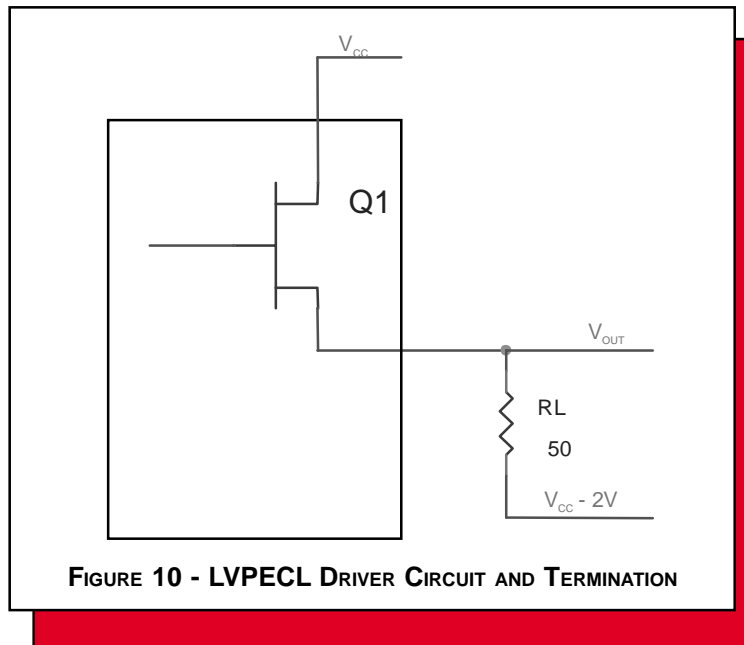 VCC
Q1
VOUT
RL
50
VCC - 2V
FIGURE 10 - LVPECL DRIVER CIRCUIT AND TERMINATION